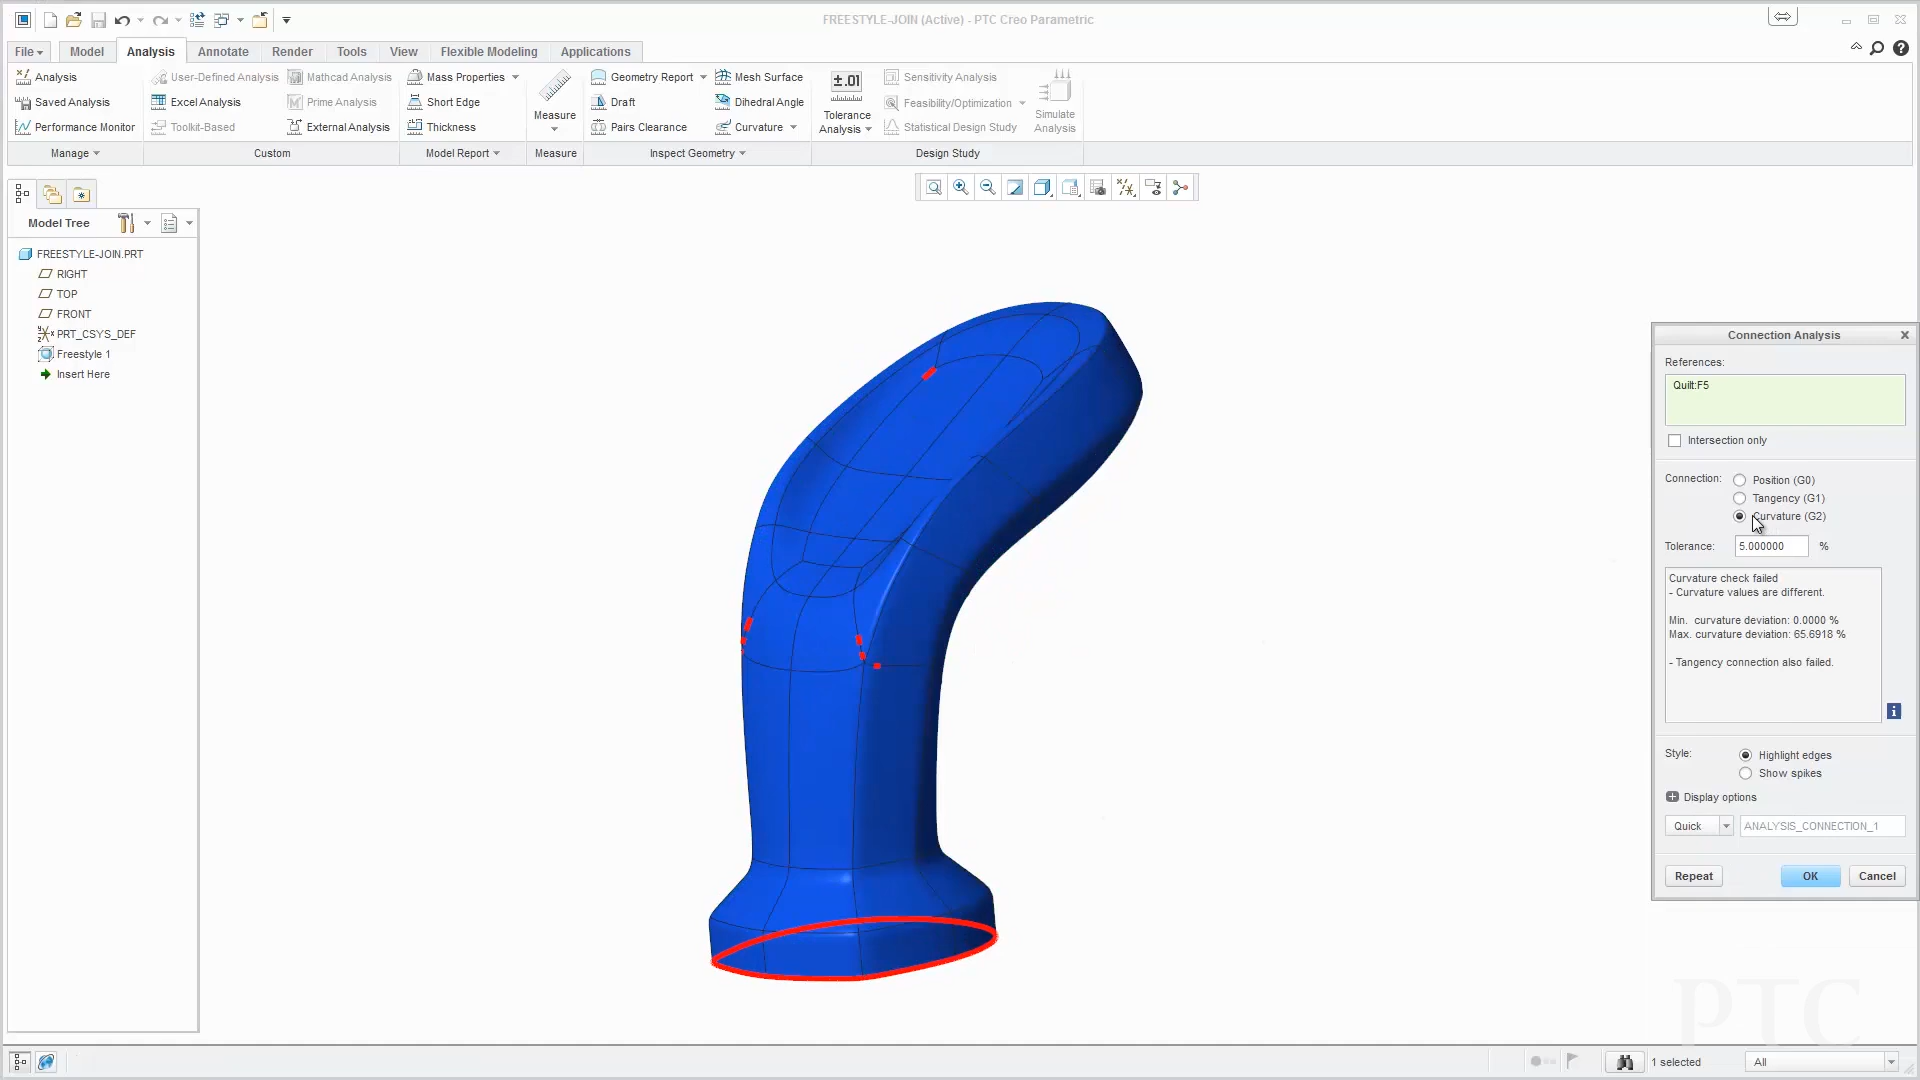 FREESTYLE-JOIN (Active) - PTC Creo Parametric
File Model Analysis Annotate Render Tools View Flexible Modeling Applications
Analysis User-Defined Analysis Mathcad Analysis Mass Properties Geometry Report Mesh Surface Sensitivity Analysis
Saved Analysis Excel Analysis Prime Analysis Short Edge Draft Dihedral Angle Feasibility/Optimization
Performance Monitor Toolkit-Based External Analysis Thickness Pairs Clearance Curvature Statistical Design Study
Measure
±.01
Tolerance
Analysis
Simulate
Analysis
Manage Custom Model Report Measure Inspect Geometry Design Study
Model Tree
FREESTYLE-JOIN.PRT
RIGHT
TOP
FRONT
PRT_CSYS_DEF
Freestyle 1
Insert Here
Connection Analysis
References:
Quilt:F5
Intersection only
Connection: Position (G0)
Tangency (G1)
Curvature (G2)
Tolerance: 5.000000 %
Curvature check failed
- Curvature values are different.
Min. curvature deviation: 0.0000 %
Max. curvature deviation: 65.6918 %
- Tangency connection also failed.
Style: Highlight edges
Show spikes
Display options
Quick ANALYSIS_CONNECTION_1
Repeat OK Cancel
PTC
1 selected All